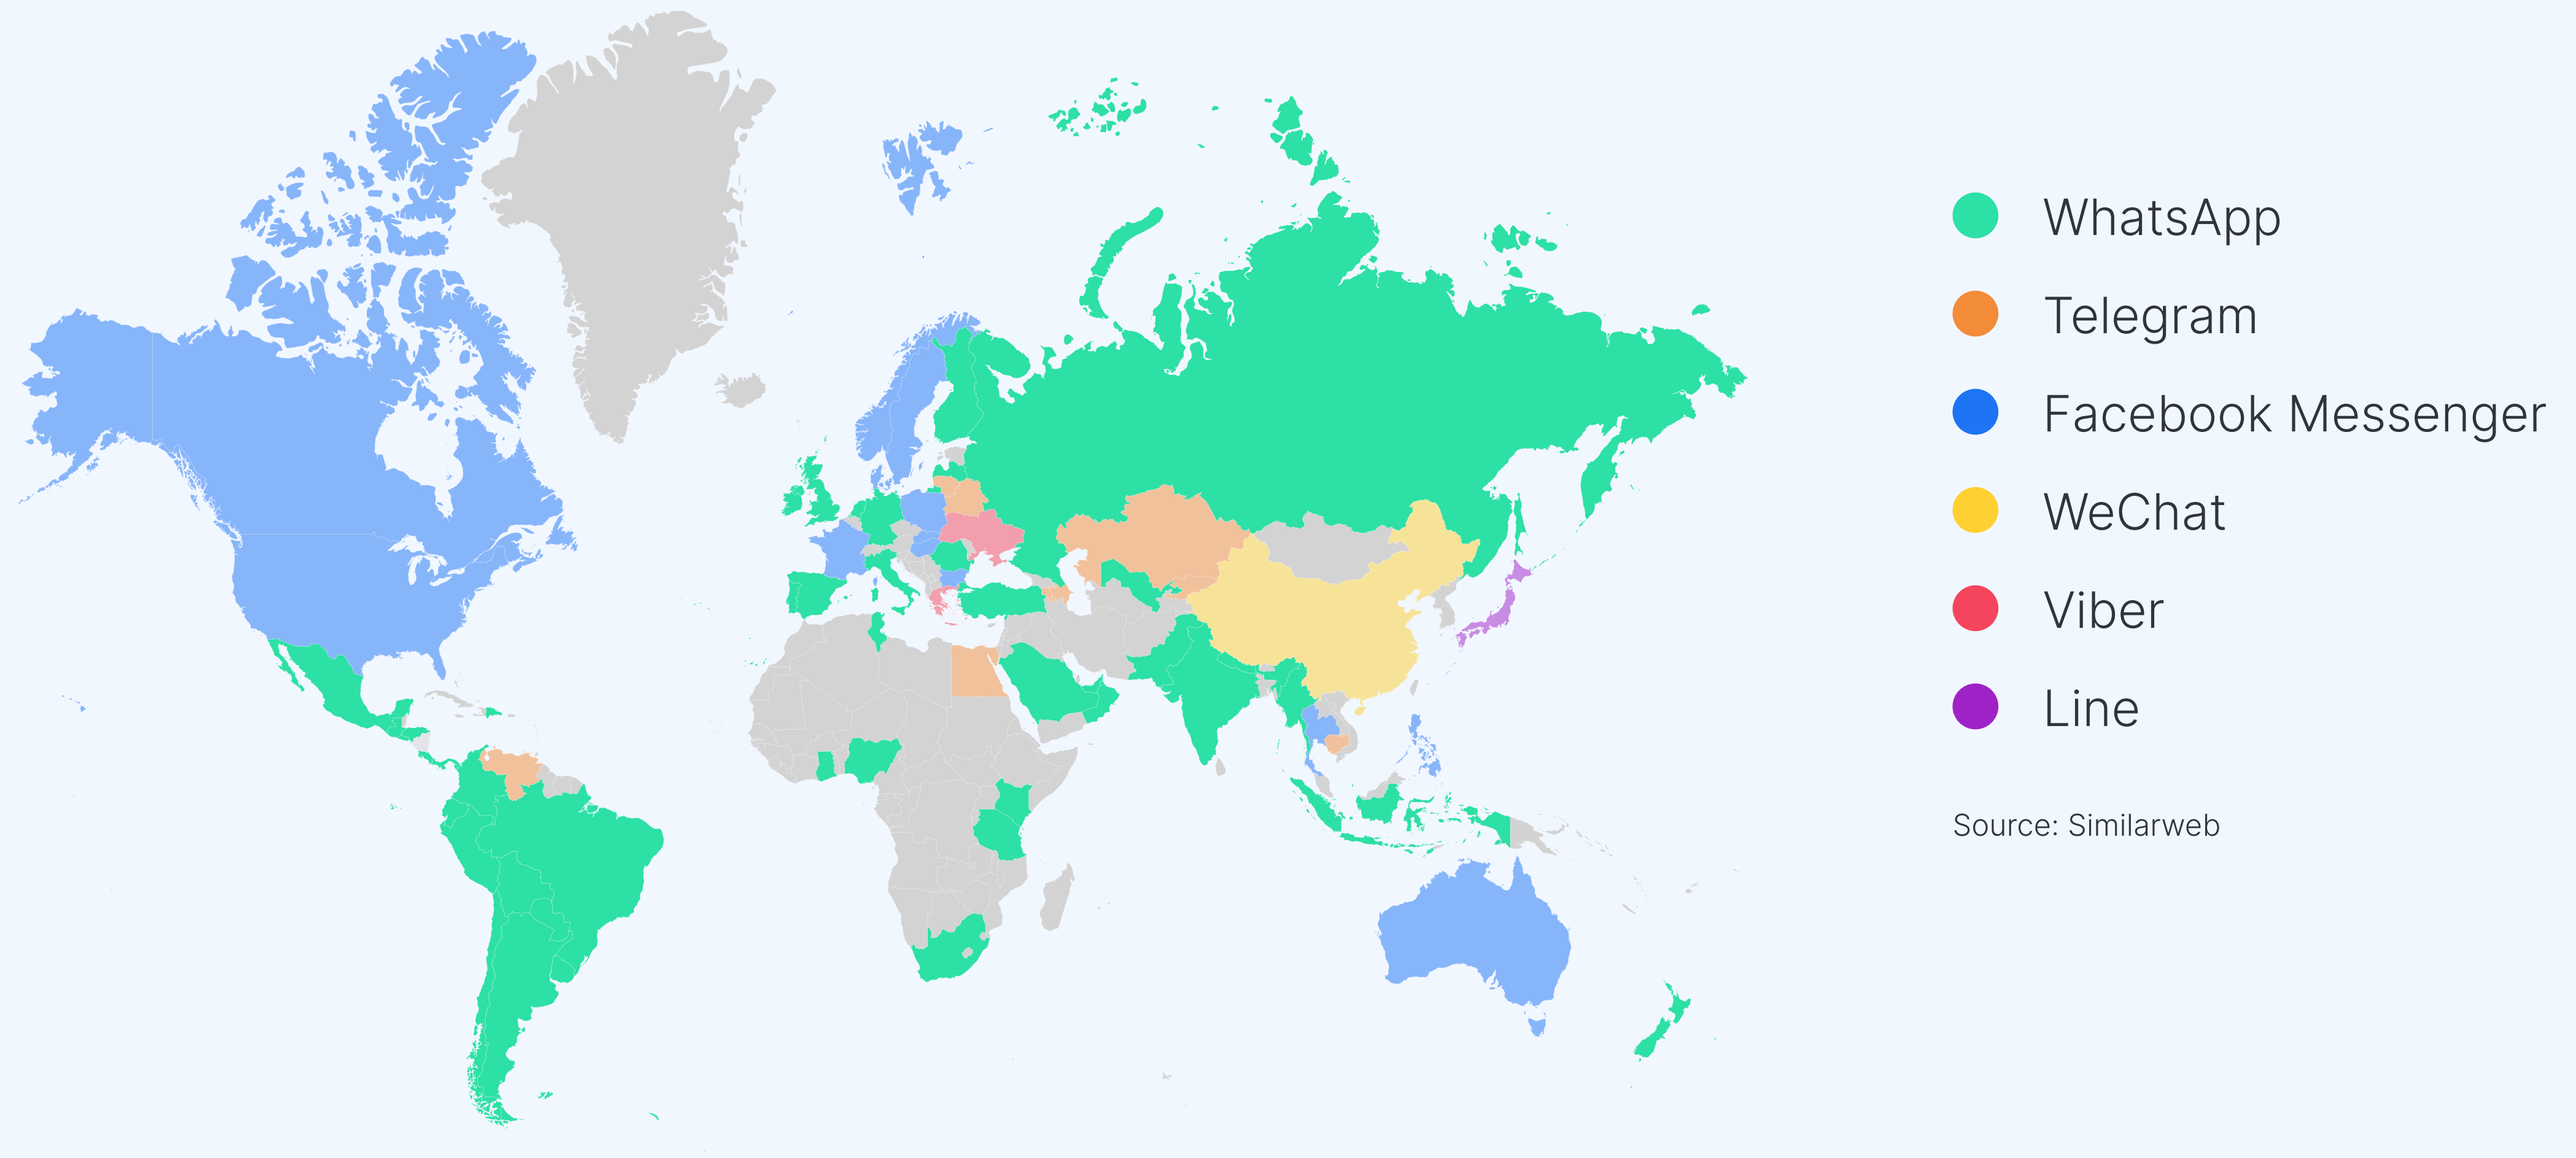 WhatsApp
Telegram
Facebook Messenger
WeChat
Viber
Line
Source: Similarweb